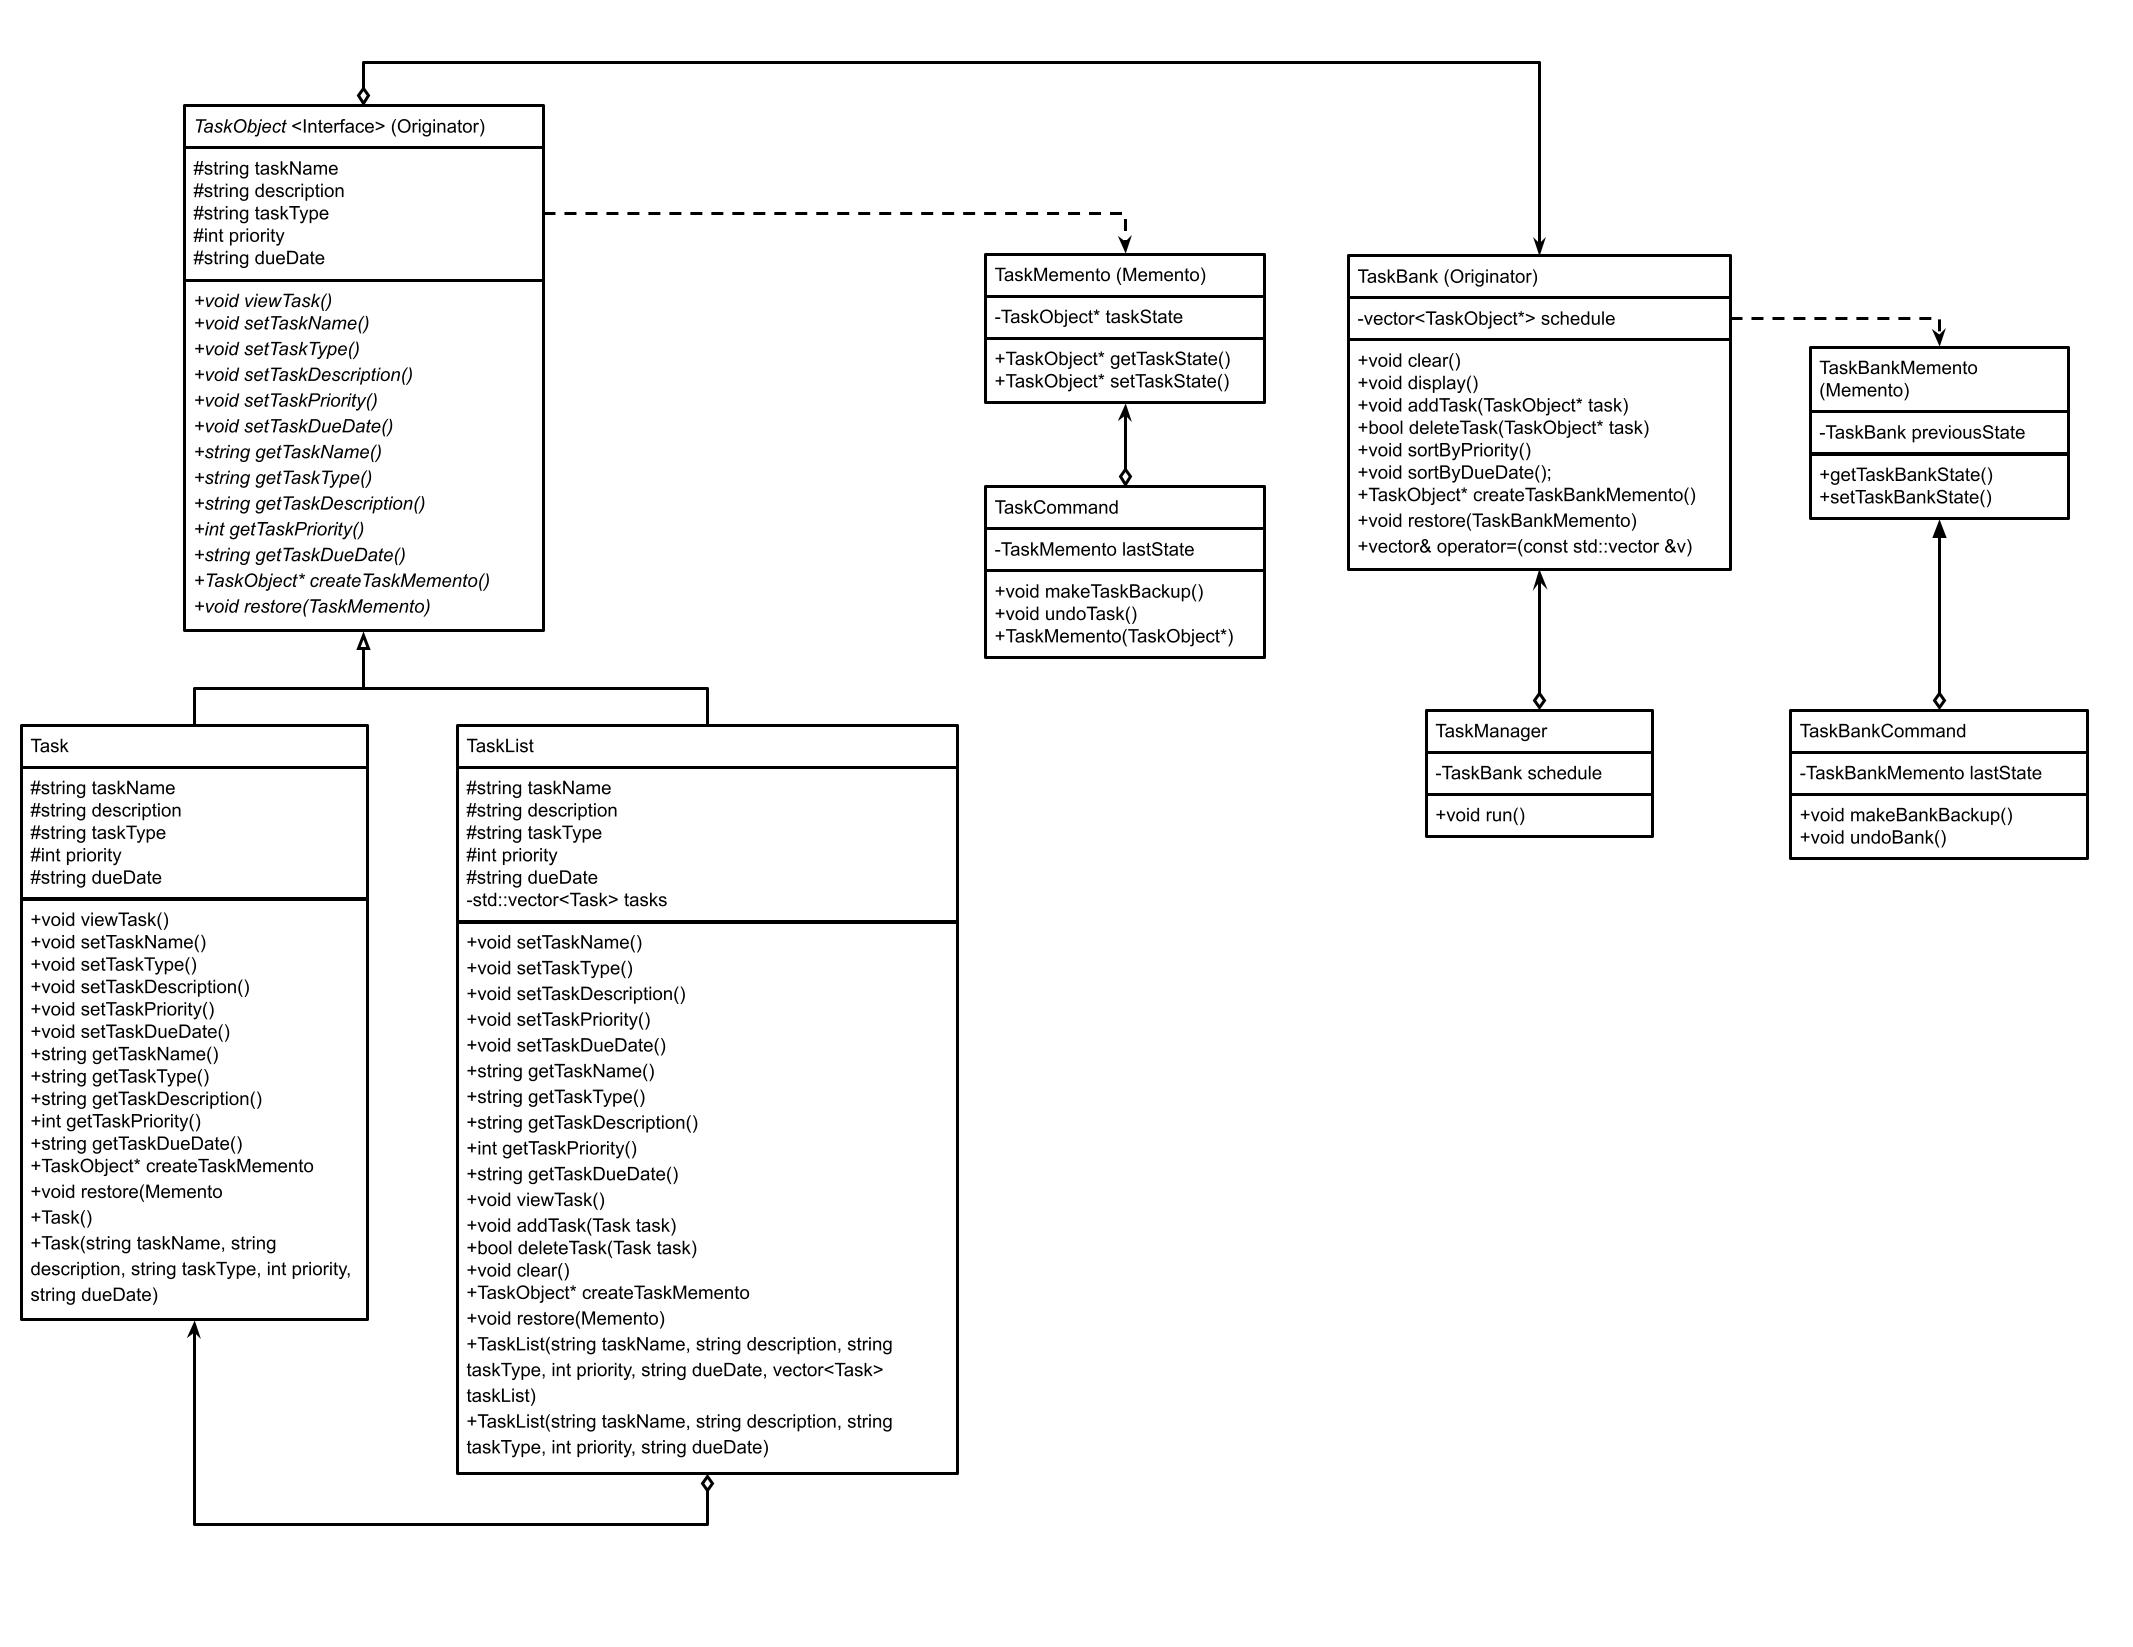 TaskObject <Interface> (Originator)
#string taskName
#string description
#string taskType
#int priority
#string dueDate
+void viewTask()
+void setTaskName()
+void setTaskType()
+void setTaskDescription()
+void setTaskPriority()
+void setTaskDueDate()
+string getTaskName()
+string getTaskType()
+string getTaskDescription()
+int getTaskPriority()
+string getTaskDueDate()
+TaskObject* createTaskMemento()
+void restore(TaskMemento)
TaskMemento (Memento)
-TaskObject* taskState
+TaskObject* getTaskState()
+TaskObject* setTaskState()
TaskCommand
-TaskMemento lastState
+void makeTaskBackup()
+void undoTask()
+TaskMemento(TaskObject*)
TaskBank (Originator)
-vector<TaskObject*> schedule
+void clear()
+void display()
+void addTask(TaskObject* task)
+bool deleteTask(TaskObject* task)
+void sortByPriority()
+void sortByDueDate();
+TaskObject* createTaskBankMemento()
+void restore(TaskBankMemento)
+vector& operator=(const std::vector &v)
TaskBankMemento
(Memento)
-TaskBank previousState
+getTaskBankState()
+setTaskBankState()
TaskManager
-TaskBank schedule
+void run()
TaskBankCommand
-TaskBankMemento lastState
+void makeBankBackup()
+void undoBank()
Task
#string taskName
#string description
#string taskType
#int priority
#string dueDate
+void viewTask()
+void setTaskName()
+void setTaskType()
+void setTaskDescription()
+void setTaskPriority()
+void setTaskDueDate()
+string getTaskName()
+string getTaskType()
+string getTaskDescription()
+int getTaskPriority()
+string getTaskDueDate()
+TaskObject* createTaskMemento
+void restore(Memento
+Task()
+Task(string taskName, string
description, string taskType, int priority,
string dueDate)
TaskList
#string taskName
#string description
#string taskType
#int priority
#string dueDate
-std::vector<Task> tasks
+void setTaskName()
+void setTaskType()
+void setTaskDescription()
+void setTaskPriority()
+void setTaskDueDate()
+string getTaskName()
+string getTaskType()
+string getTaskDescription()
+int getTaskPriority()
+string getTaskDueDate()
+void viewTask()
+void addTask(Task task)
+bool deleteTask(Task task)
+void clear()
+TaskObject* createTaskMemento
+void restore(Memento)
+TaskList(string taskName, string description, string
taskType, int priority, string dueDate, vector<Task>
taskList)
+TaskList(string taskName, string description, string
taskType, int priority, string dueDate)